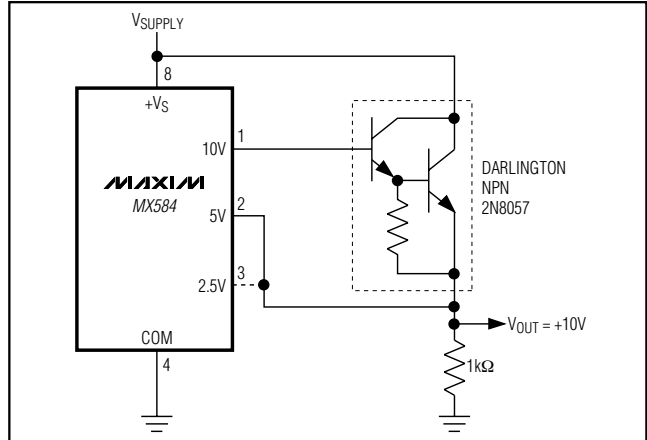 VSUPPLY
8
+VS
10V
1
MAXIM
MX584
5V
2
2.5V
3
COM
4
DARLINGTON
NPN
2N8057
VOUT = +10V
1kΩ